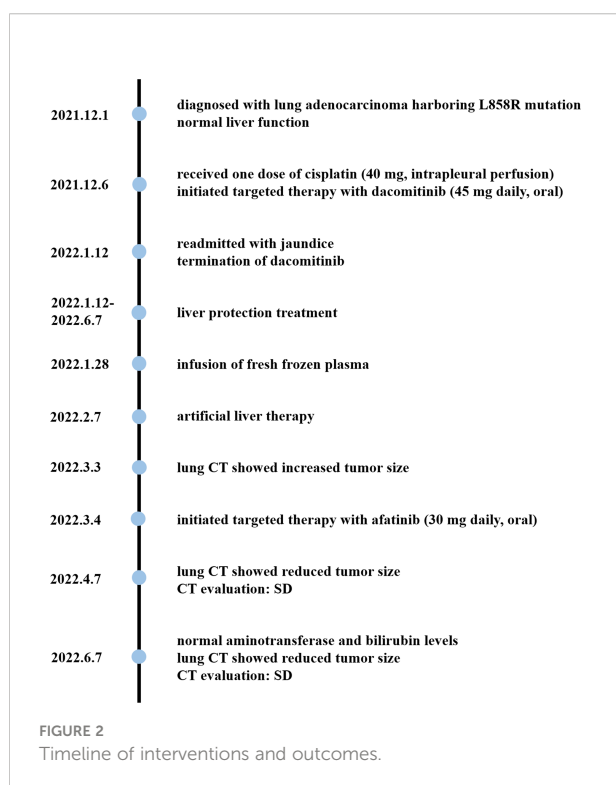 2021.12.1
diagnosed with lung adenocarcinoma harboring L858R mutation
normal liver function
2021.12.6
received one dose of cisplatin (40 mg, intrapleural perfusion)
initiated targeted therapy with dacomitinib (45 mg daily, oral)
2022.1.12
readmitted with jaundice
termination of dacomitinib
2022.1.12-
2022.6.7
liver protection treatment
2022.1.28
infusion of fresh frozen plasma
2022.2.7
artificial liver therapy
2022.3.3
lung CT showed increased tumor size
2022.3.4
initiated targeted therapy with afatinib (30 mg daily, oral)
2022.4.7
lung CT showed reduced tumor size
CT evaluation: SD
2022.6.7
normal aminotransferase and bilirubin levels
lung CT showed reduced tumor size
CT evaluation: SD
FIGURE 2
Timeline of interventions and outcomes.